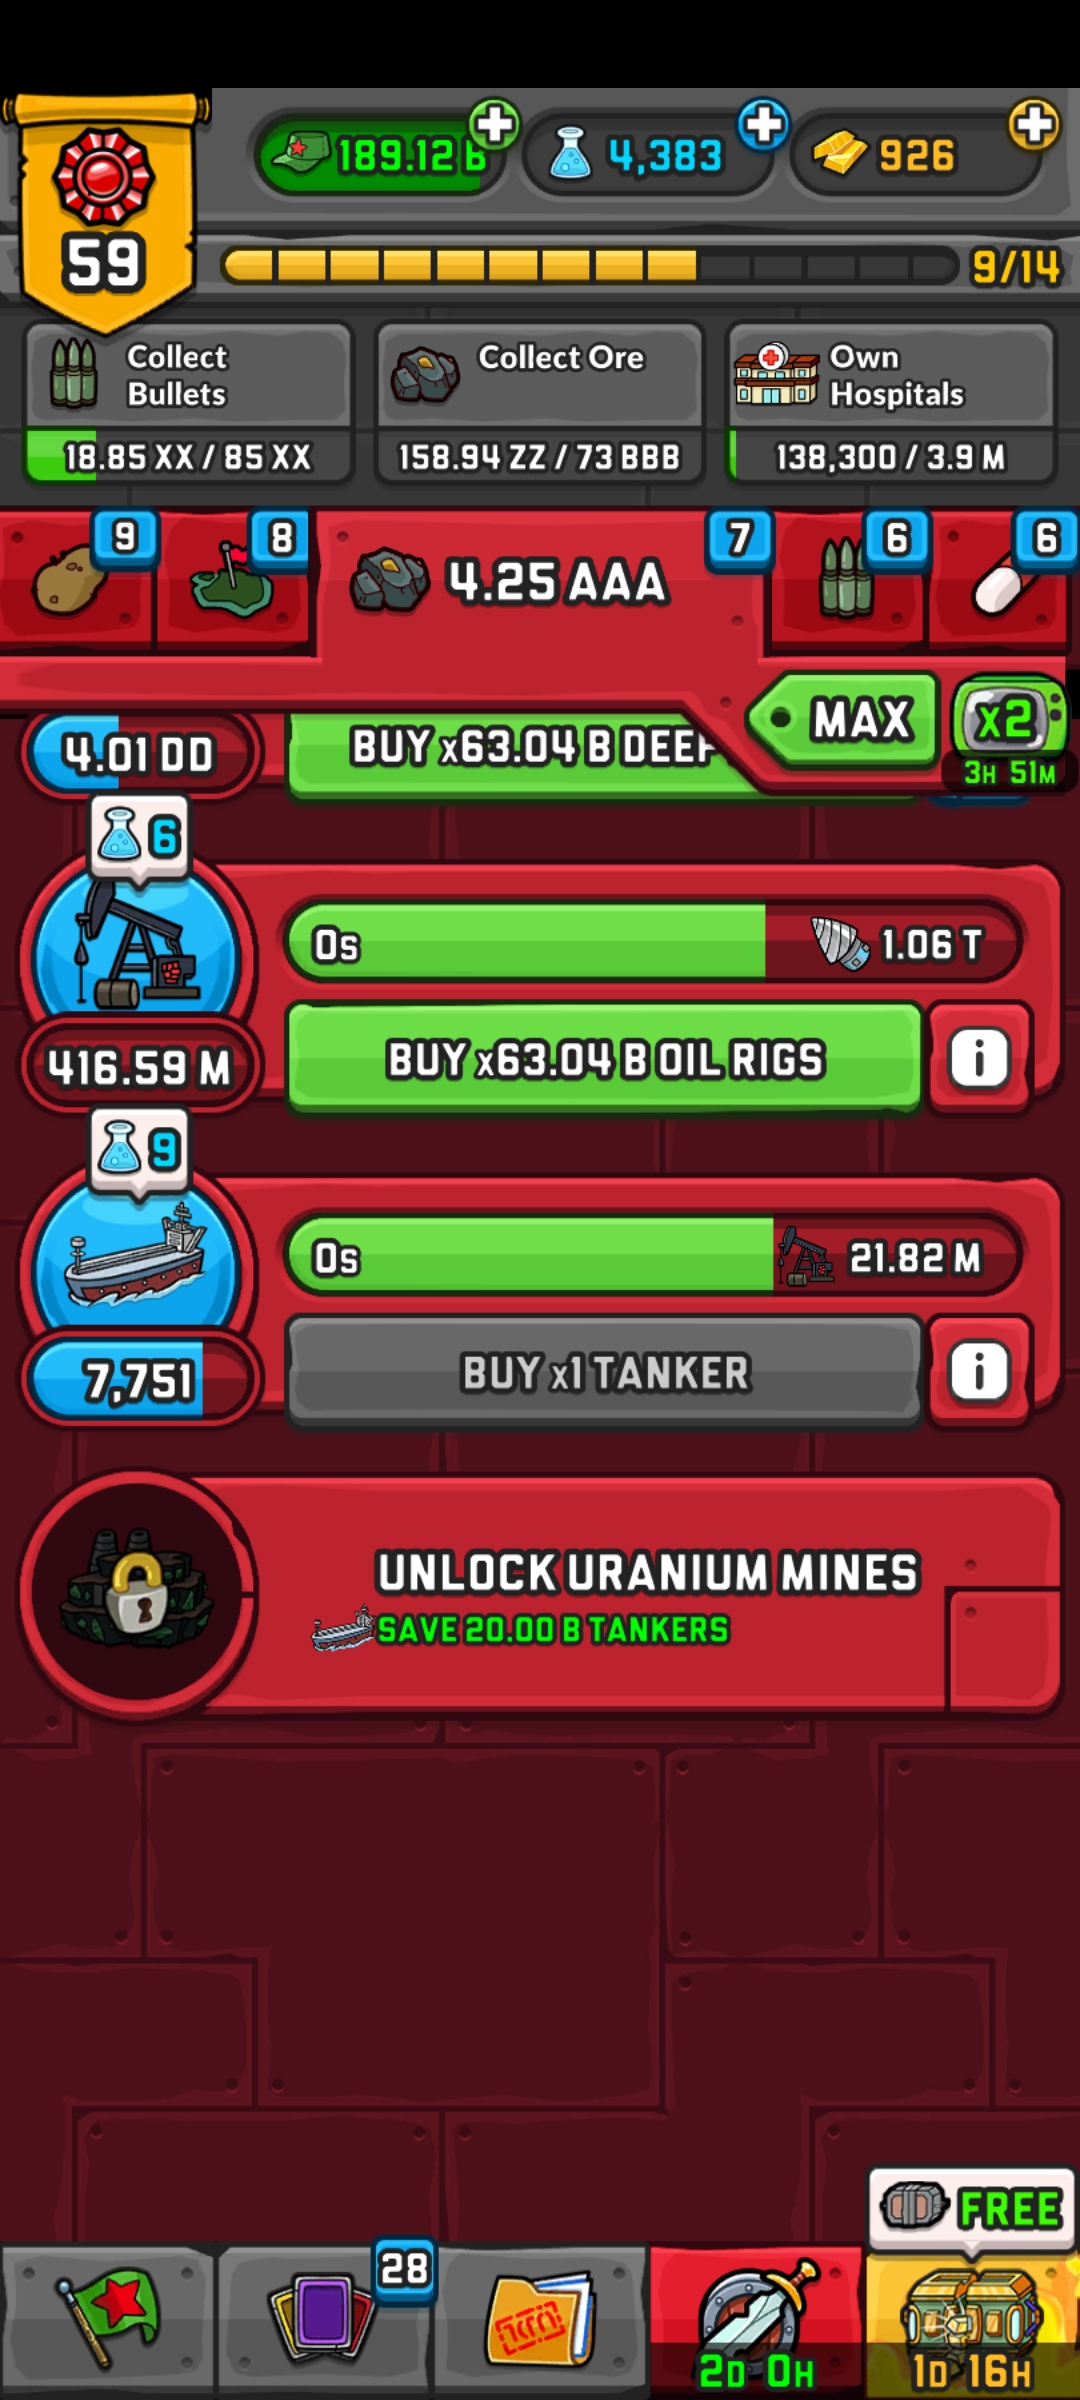 59
189.12 B
4,383
926
9/14
Collect
Bullets
18.85 XX / 85 XX
Collect Ore
158.94 ZZ / 73 BBB
Own
Hospitals
138,300 / 3.9 M
9
8
4.25 AAA
7
6
6
MAX
x2
3H 51M
4.01 DD
BUY x63.04 B DEEP
6
0s
1.06 T
416.59 M
BUY x63.04 B OIL RIGS
i
9
0s
21.82 M
7,751
BUY x1 TANKER
i
UNLOCK URANIUM MINES
SAVE 20.00 B TANKERS
FREE
28
2D 0H
1D 16H